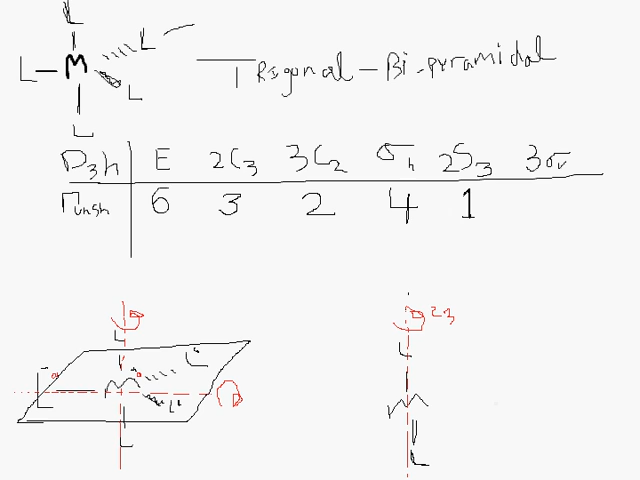 L
L
L – M
L
L
Trigonal – Bi-pyramidal
D3h E 2C3 3C2 σh 2S3 3σv
Γunsh 6 3 2 4 1
L
L
M
L
L
L
C3
L
M
L